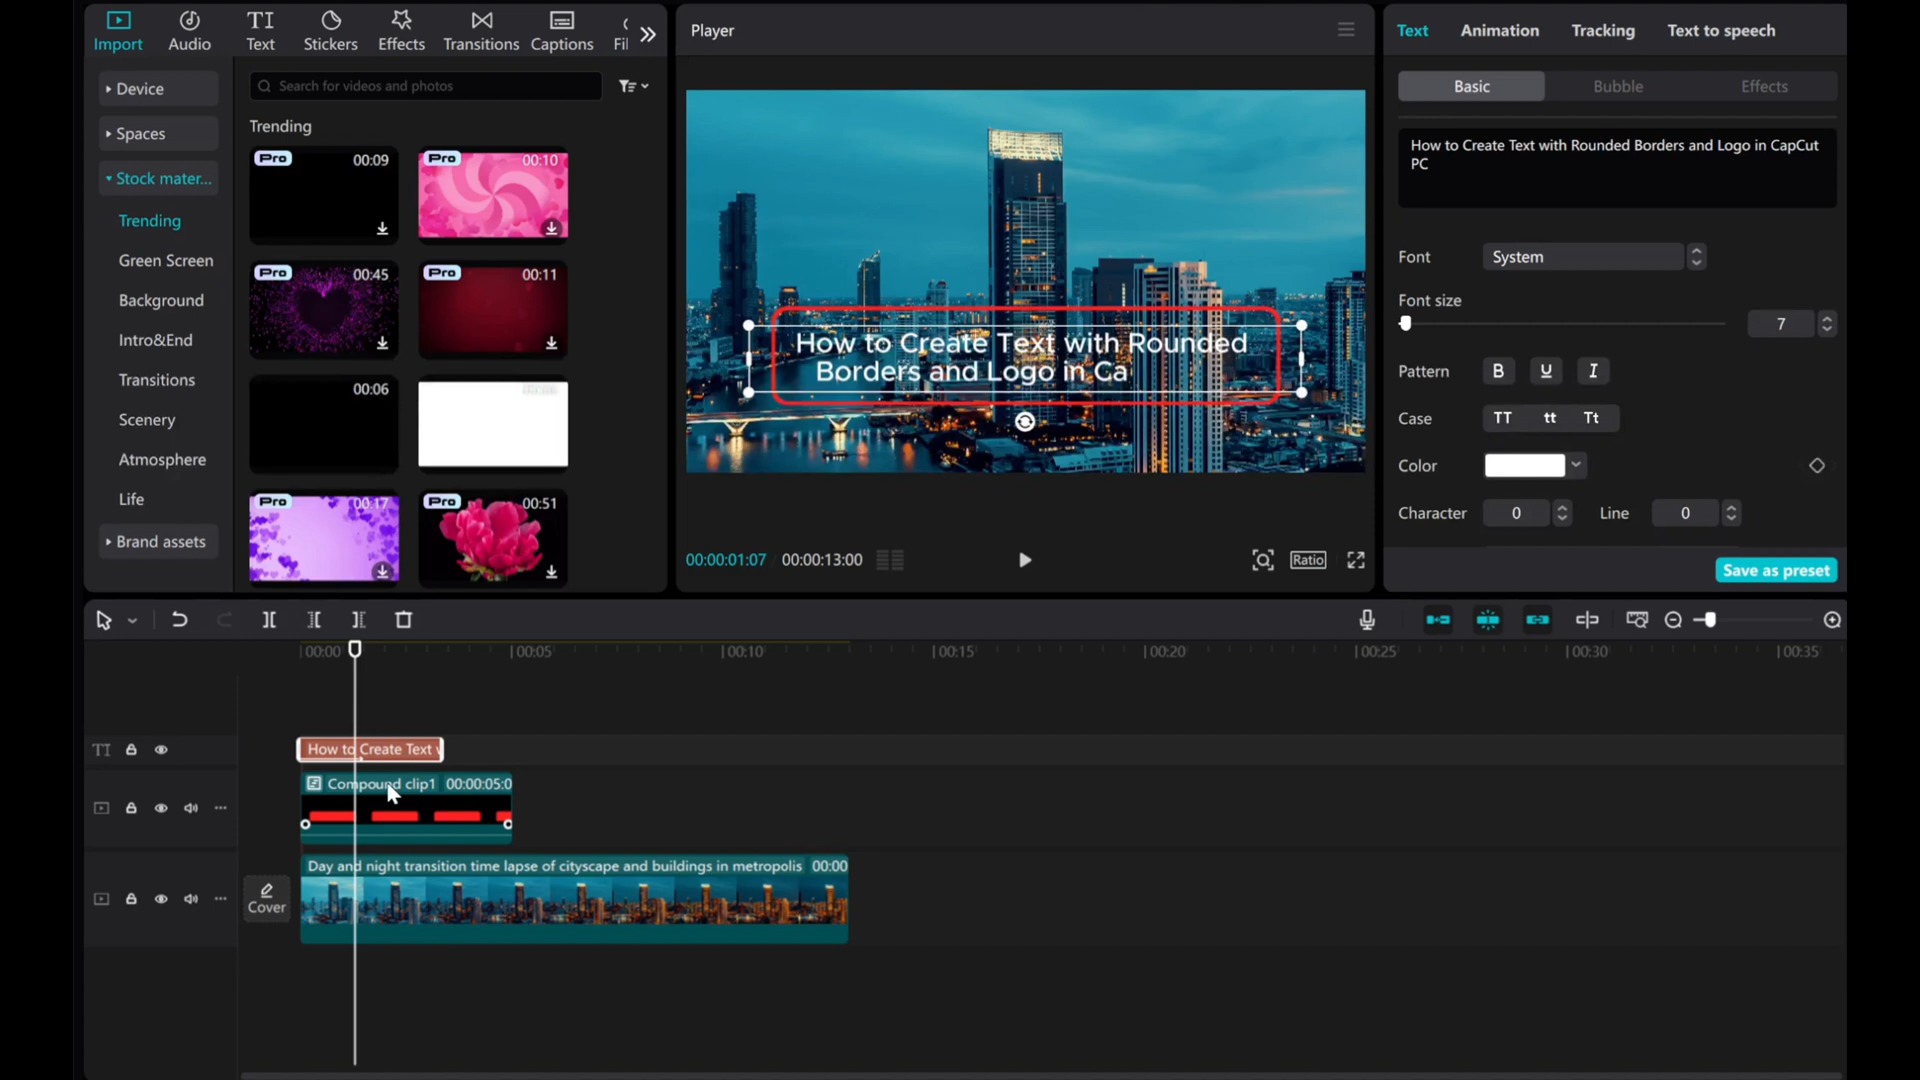 Import
Audio
Text
Stickers
Effects
Transitions
Captions
Fil
Device
Spaces
Stock mater...
Trending
Green Screen
Background
Intro&End
Transitions
Scenery
Atmosphere
Life
Brand assets
Search for videos and photos
Trending
Pro 00:09
Pro 00:10
Pro 00:45
Pro 00:11
00:06
Pro 00:17
Pro 00:51
Player
How to Create Text with Rounded
Borders and Logo in Ca
00:00:01:07 00:00:13:00
Ratio
Text Animation Tracking Text to speech
Basic Bubble Effects
How to Create Text with Rounded Borders and Logo in CapCut
PC
Font System
Font size
7
Pattern B U I
Case TT tt Tt
Color
Character 0 Line 0
Save as preset
00:00 00:05 00:10 00:15 00:20 00:25 00:30 00:35
TI
How to Create Text
Compound clip1 00:00:05:0
Cover
Day and night transition time lapse of cityscape and buildings in metropolis 00:00